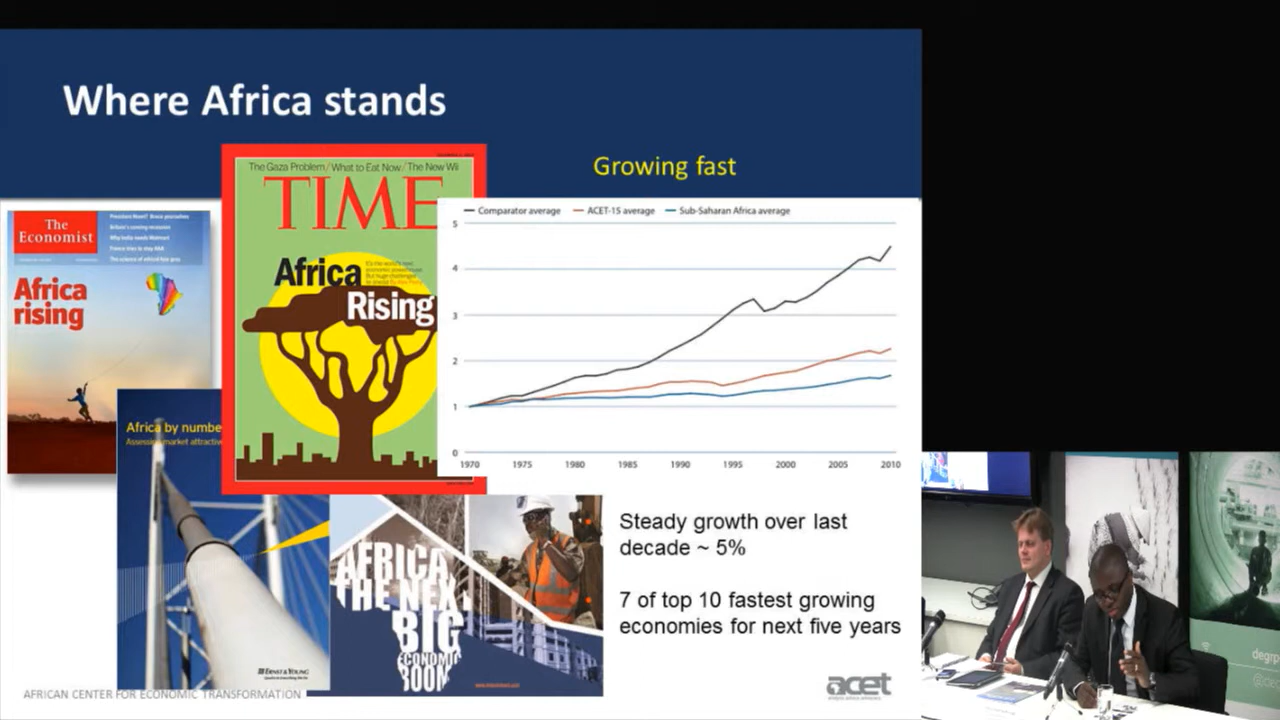 Where Africa stands
Growing fast
The Gaza Problem/What to Eat Now/The New Wi
TIME
Africa
Rising
The
Economist
Africa
rising
Comparator average
ACET-15 average
Sub-Saharan Africa average
5
4
3
2
1
0
1970
1975
1980
1985
1990
1995
2000
2005
2010
Africa by numbe
Assessing market attractive
ERNST & YOUNG
AFRICA
THE NEXT
BIG
ECONOMIC
BOOM
Steady growth over last
decade ~ 5%
7 of top 10 fastest growing
economies for next five years
AFRICAN CENTER FOR ECONOMIC TRANSFORMATION
acet
degrp